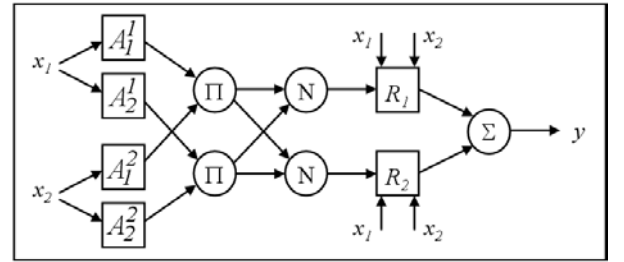 x₁ x₂
A₁¹
x₁
A₂¹ Π N R₁
Σ y
A₁² Π N R₂
x₂
A₂²
x₁ x₂